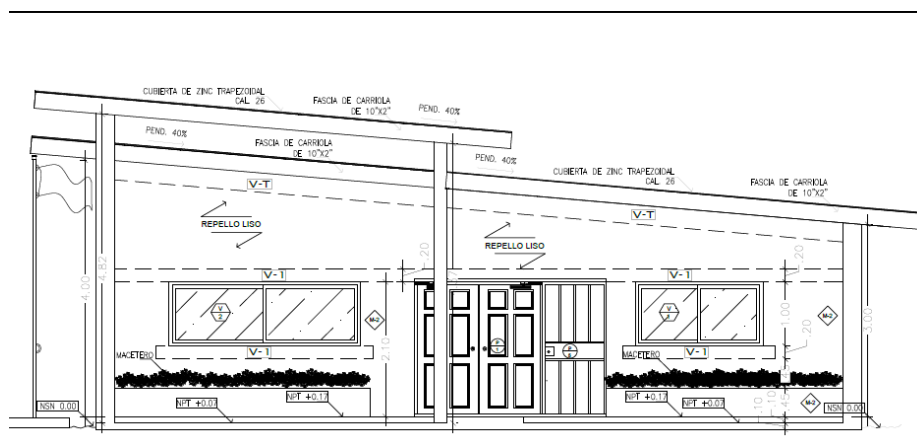 CUBIERTA DE ZINC TRAPEZOIDAL
CAL 26
FASCIA DE CARRIOLA
DE 10"X2"
PEND. 40%
PEND. 40%
FASCIA DE CARRIOLA
DE 10"X2"
PEND. 40%
CUBIERTA DE ZINC TRAPEZOIDAL
CAL 26
FASCIA DE CARRIOLA
DE 10"X2"
V-T
V-T
REPELLO LISO
REPELLO LISO
4.82
4.00
.20
V-1
V-1
.20
V
2
M-2
2.10
1.00
M-2
3.00
.20
V-1
V-1
MACETERO
MACETERO
NPT +0.17
NPT +0.07
NPT +0.17
NPT +0.07
.10
.10
.45
M-2
NSN 0.00
NSN 0.00